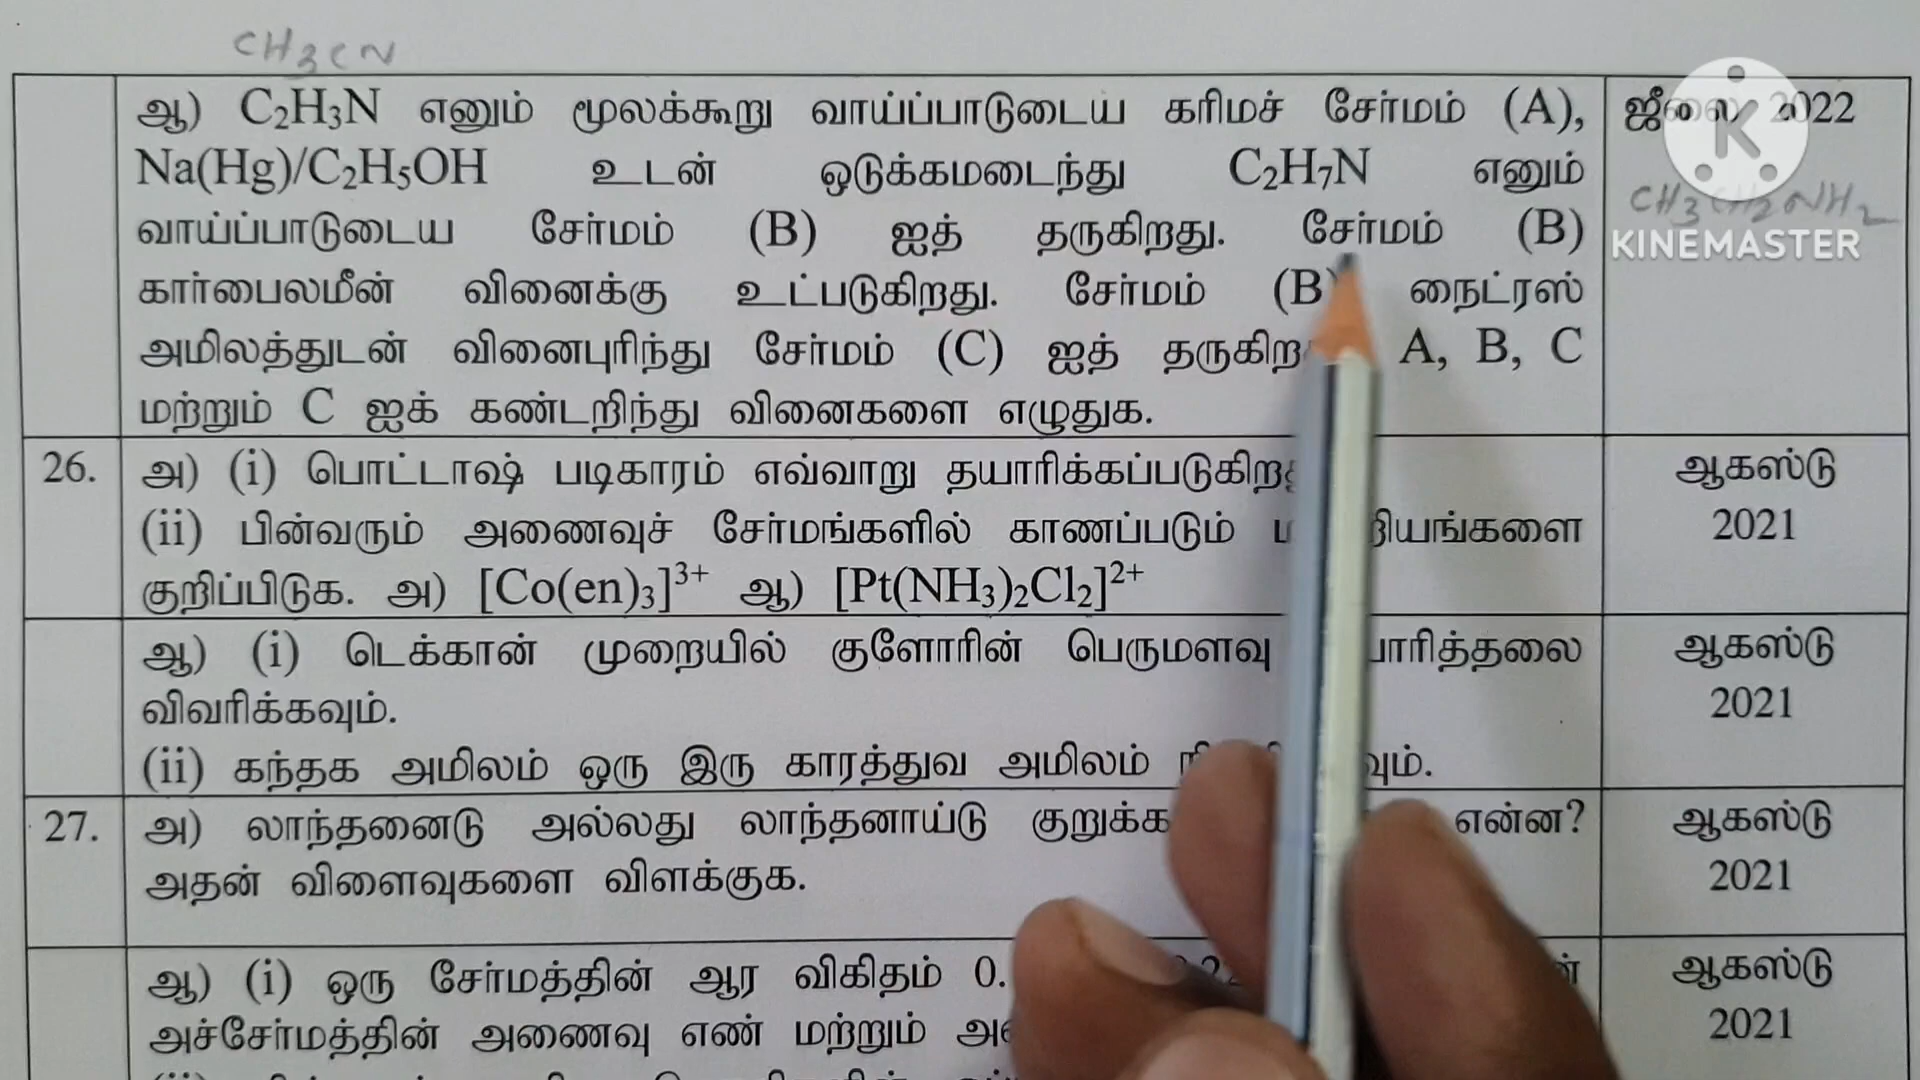 CH3CN
ஆ) C₂H₃N எனும் மூலக்கூறு வாய்ப்பாடுடைய கரிமச் சேர்மம் (A),
ஜீலை 2022
Na(Hg)/C₂H₅OH உடன் ஒடுக்கமடைந்து C₂H₇N எனும்
CH3CH2NH2
வாய்ப்பாடுடைய சேர்மம் (B) ஐத் தருகிறது. சேர்மம் (B)
KINEMASTER
கார்பைலமீன் வினைக்கு உட்படுகிறது. சேர்மம் (B) நைட்ரஸ்
அமிலத்துடன் வினைபுரிந்து சேர்மம் (C) ஐத் A, B, C
மற்றும் C ஐக் கண்டறிந்து வினைகளை எழுதுக.
26. அ) (i) பொட்டாஷ் படிகாரம் எவ்வாறு
ஆகஸ்டு
(ii) பின்வரும் அணைவுச் சேர்மங்களில் காணப்படும்
2021
குறிப்பிடுக. அ) [Co(en)₃]³⁺ ஆ) [Pt(NH₃)₂Cl₂]²⁺
ஆ) (i) டெக்கான் முறையில் குளோரின் பெருமளவு
ஆகஸ்டு
விவரிக்கவும்.
2021
(ii) கந்தக அமிலம் ஒரு இரு காரத்துவ அமிலம்
27. அ) லாந்தனைடு அல்லது லாந்தனாய்டு என்ன?
ஆகஸ்டு
அதன் விளைவுகளை விளக்குக.
2021
ஆ) (i) ஒரு சேர்மத்தின் ஆர விகிதம்
ஆகஸ்டு
அச்சேர்மத்தின் அணைவு எண் மற்றும்
2021